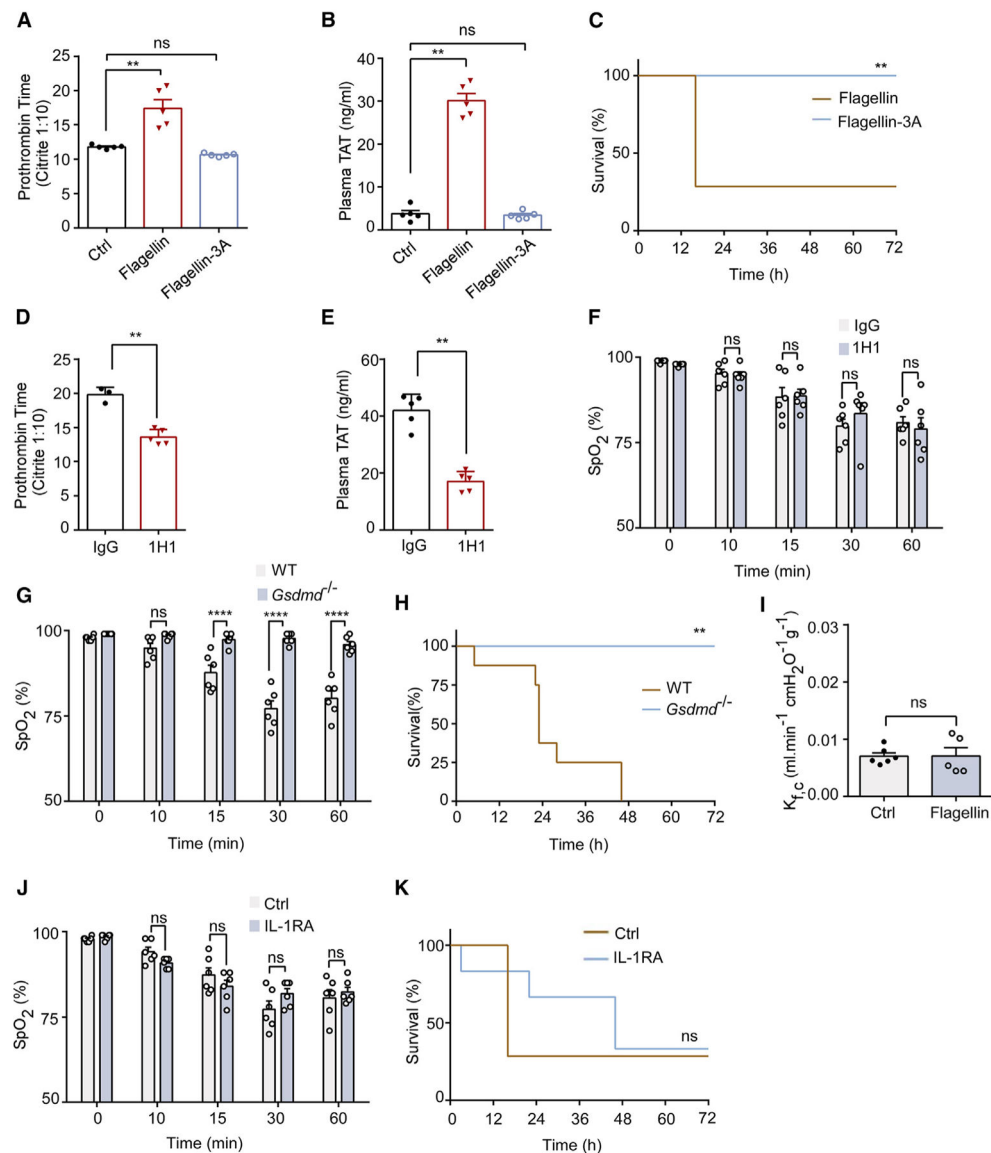 A
ns
**
Prothrombin Time
(Citrite 1:10)
25
20
15
10
5
0
Ctrl
Flagellin
Flagellin-3A
B
ns
**
Plasma TAT (ng/ml)
40
30
20
10
0
Ctrl
Flagellin
Flagellin-3A
C
**
Survival (%)
100
50
0
Flagellin
Flagellin-3A
0 12 24 36 48 60 72
Time (h)
D
**
Prothrombin Time
(Citrite 1:10)
25
20
15
10
5
0
IgG 1H1
E
**
Plasma TAT (ng/ml)
60
40
20
0
IgG 1H1
F
IgG
1H1
ns ns ns ns
SpO2 (%)
100
75
50
0 10 15 30 60
Time (min)
G
WT
Gsdmd-/-
ns **** **** ****
SpO2 (%)
100
75
50
0 10 15 30 60
Time (min)
H
**
Survival(%)
100
75
50
25
0
WT
Gsdmd-/-
0 12 24 36 48 60 72
Time (h)
I
Kf,c (ml.min-1 cmH2O-1g-1)
0.03
0.02
0.01
0.00
ns
Ctrl Flagellin
J
Ctrl
IL-1RA
ns ns ns ns
SpO2 (%)
100
75
50
0 10 15 30 60
Time (min)
K
Ctrl
IL-1RA
ns
Survival (%)
100
50
0
0 12 24 36 48 60 72
Time (h)